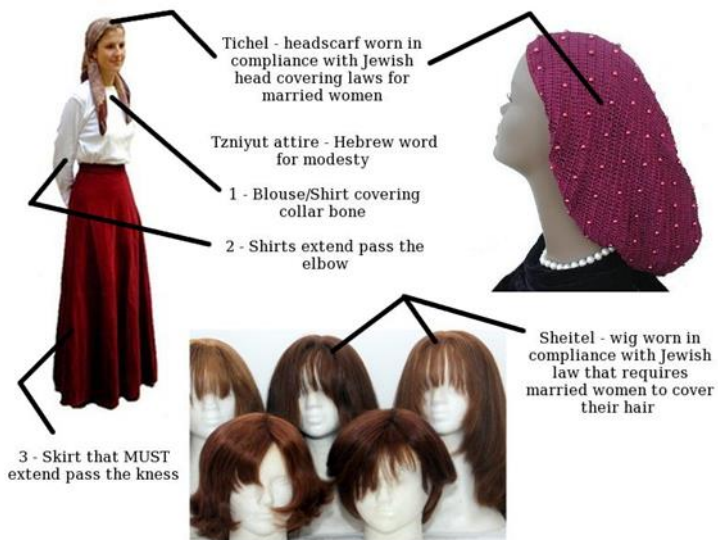 Tichel - headscarf worn in
compliance with Jewish
head covering laws for
married women
Tzniyut attire - Hebrew word
for modesty
1 - Blouse/Shirt covering
collar bone
2 - Shirts extend pass the
elbow
Sheitel - wig worn in
compliance with Jewish
law that requires
married women to cover
their hair
3 - Skirt that MUST
extend pass the kness